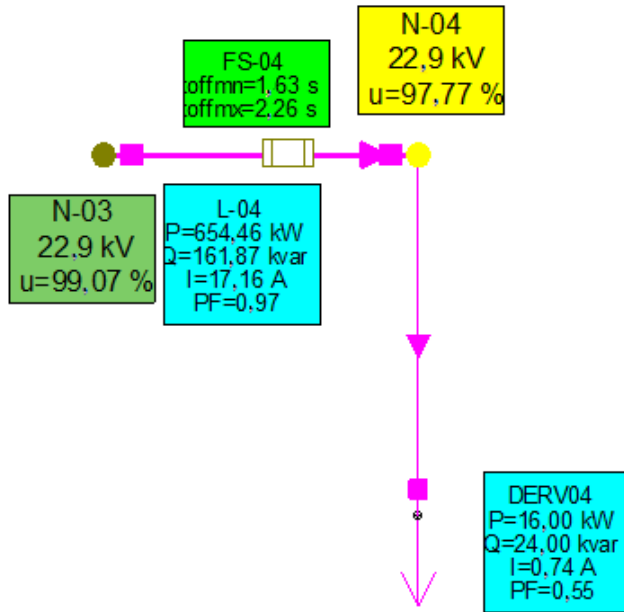 FS-04
toffmn=1,63 s
toffmx=2,26 s
N-04
22,9 kV
u=97,77 %
N-03
22,9 kV
u=99,07 %
L-04
P=654,46 kW
Q=161,87 kvar
I=17,16 A
PF=0,97
DERV04
P=16,00 kW
Q=24,00 kvar
I=0,74 A
PF=0,55